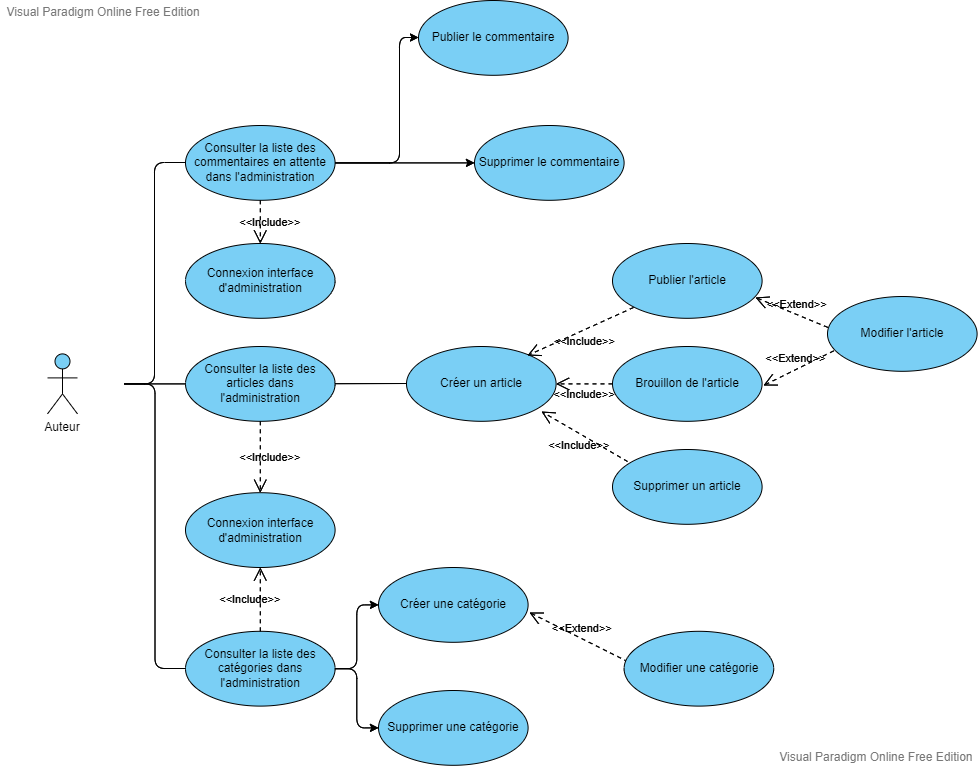 Visual Paradigm Online Free Edition
Publier le commentaire
Consulter la liste des
commentaires en attente
dans l'administration
Supprimer le commentaire
<<Include>>
Connexion interface
d'administration
Publier l'article
<<Extend>>
Modifier l'article
<<Include>>
<<Extend>>
Auteur
Consulter la liste des
articles dans
l'administration
Créer un article
Brouillon de l'article
<<Include>>
<<Include>>
Supprimer un article
<<Include>>
Connexion interface
d'administration
<<Include>>
Créer une catégorie
<<Extend>>
Modifier une catégorie
Consulter la liste des
catégories dans
l'administration
Supprimer une catégorie
Visual Paradigm Online Free Edition